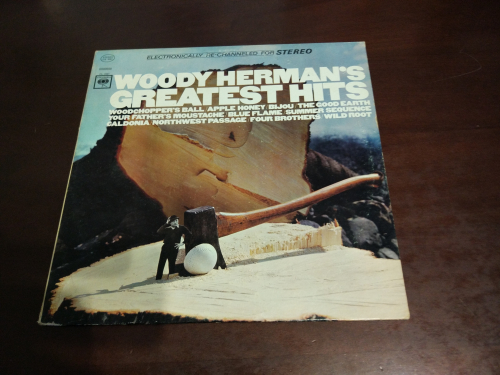 ELECTRONICALLY RE-CHANNELED FOR STEREO
WOODY HERMAN'S
GREATEST HITS
WOODCHOPPER'S BALL APPLE HONEY BIJOU THE GOOD EARTH
YOUR FATHER'S MOUSTACHE BLUE FLAME SUMMER SEQUENCE
CALDONIA NORTHWEST PASSAGE FOUR BROTHERS WILD ROOT